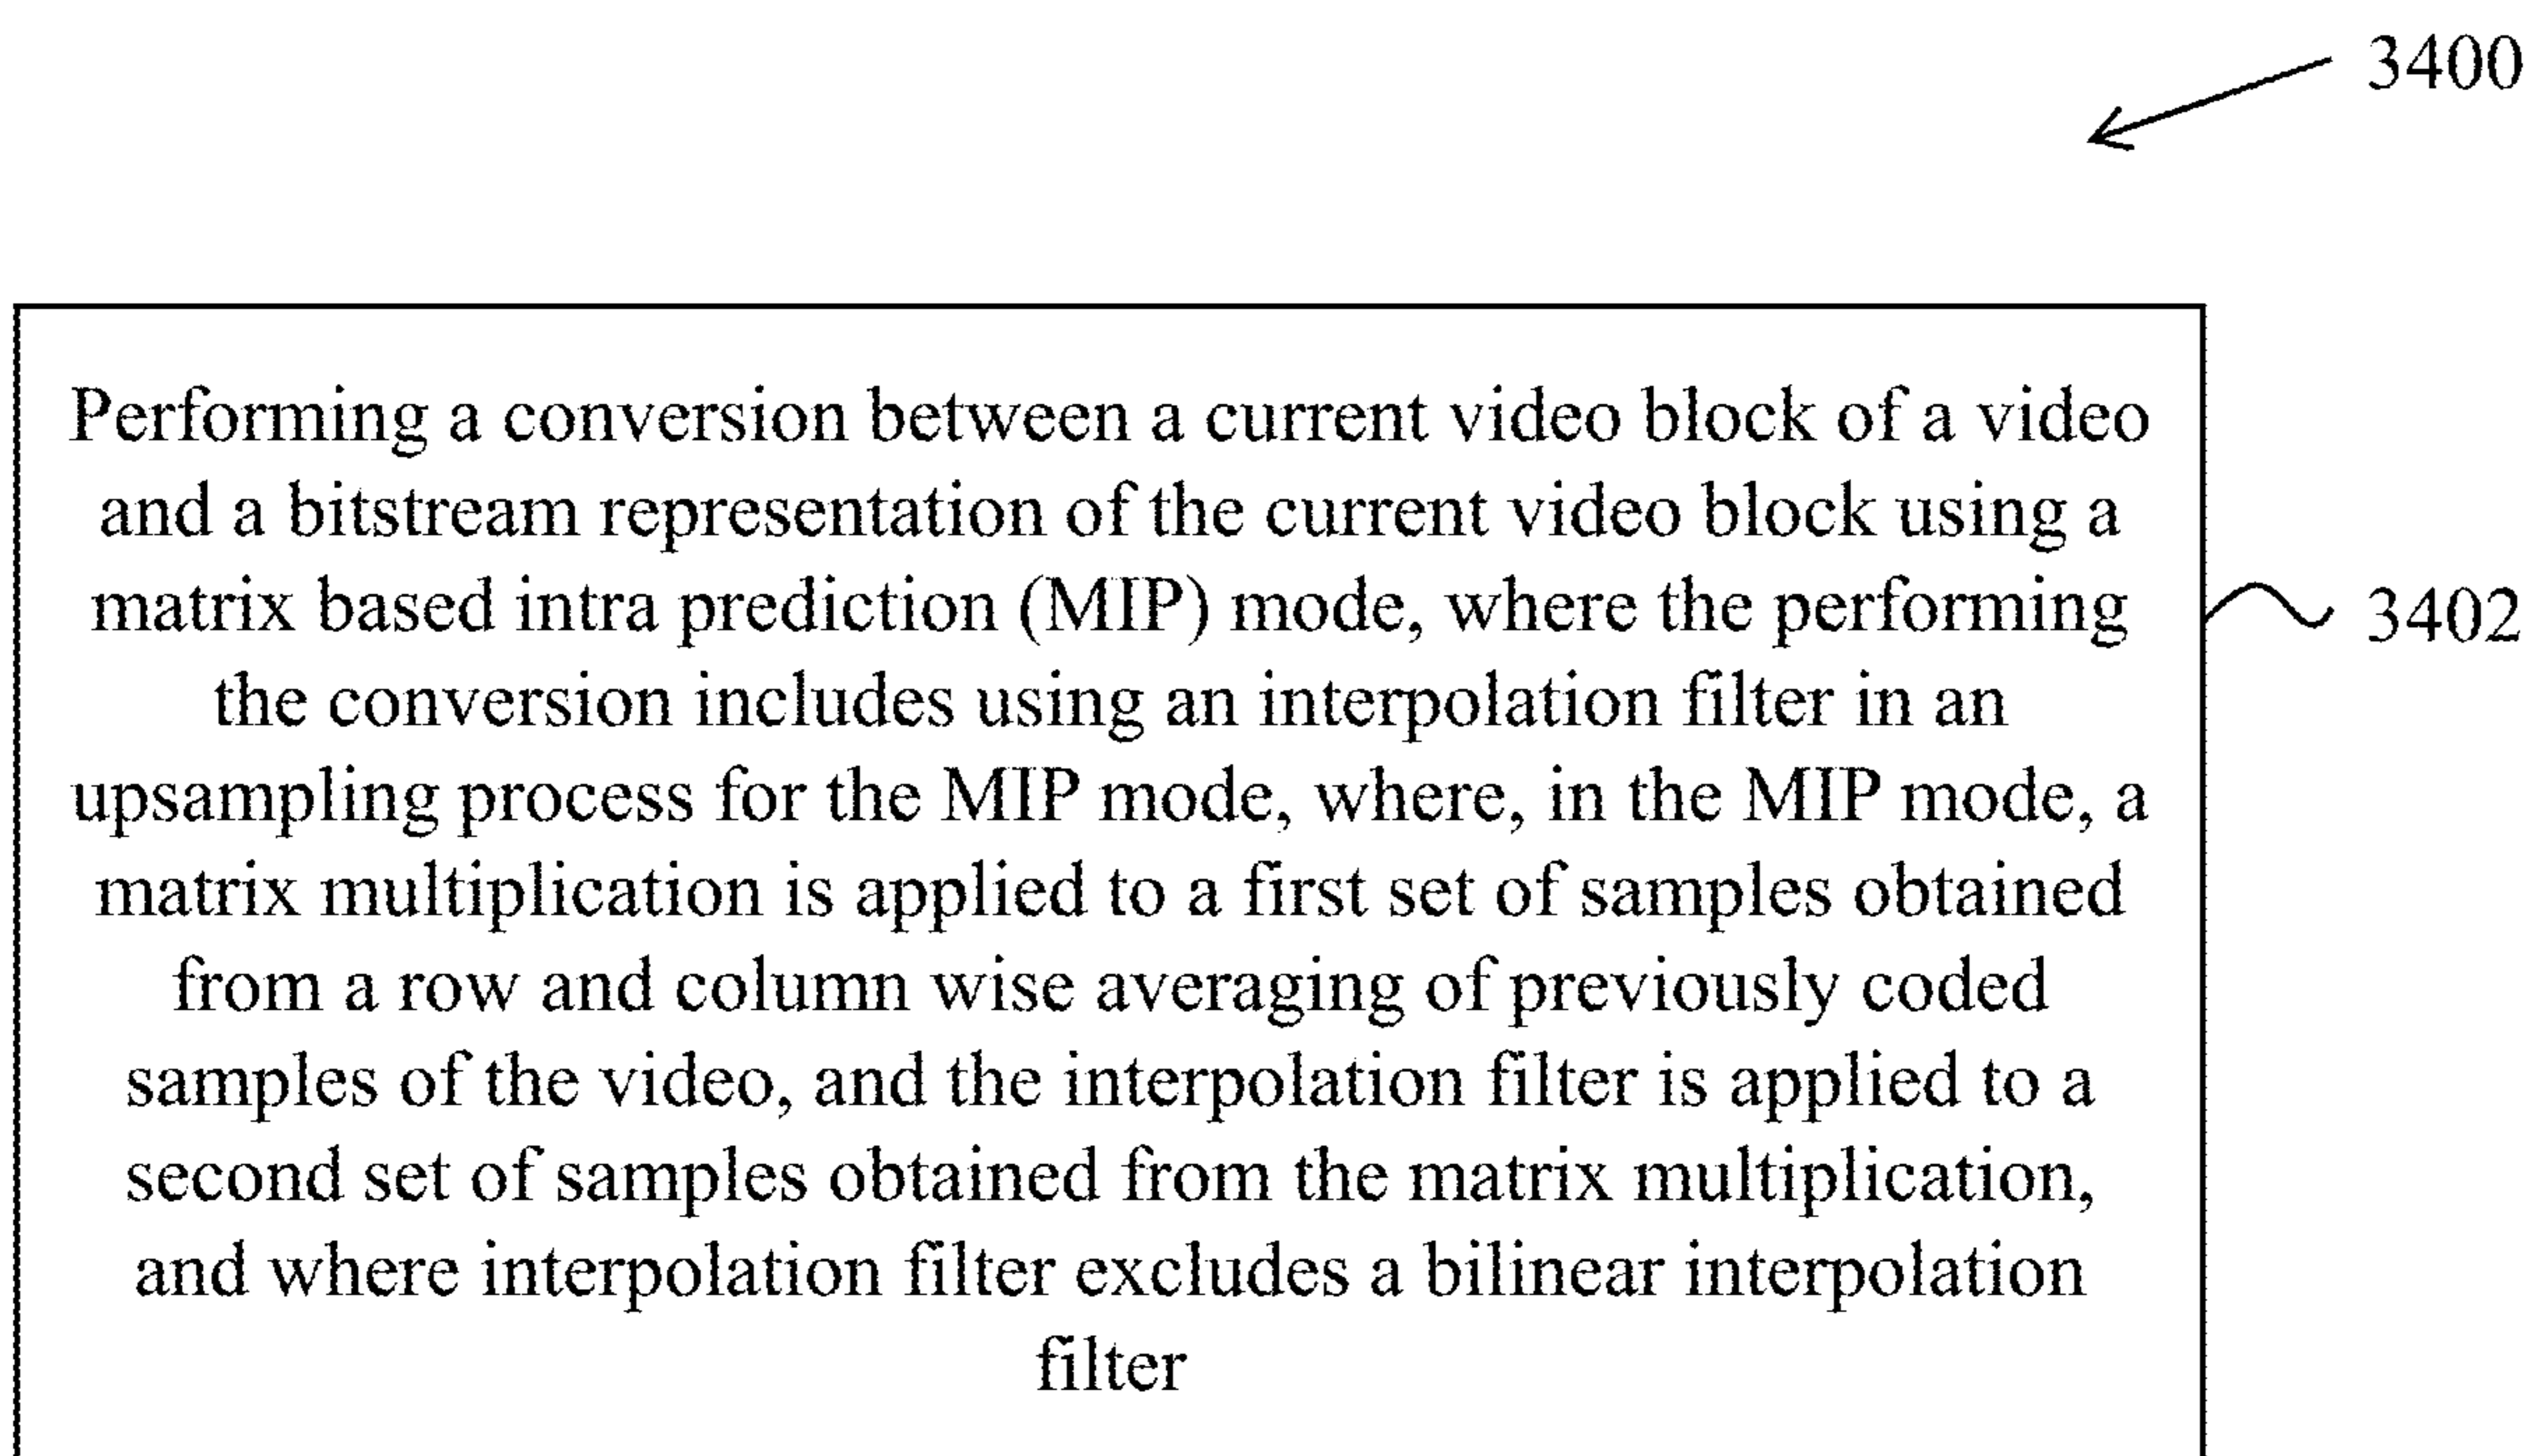 3400
Performing a conversion between a current video block of a video
and a bitstream representation of the current video block using a
matrix based intra prediction (MIP) mode, where the performing
the conversion includes using an interpolation filter in an
upsampling process for the MIP mode, where, in the MIP mode, a
matrix multiplication is applied to a first set of samples obtained
from a row and column wise averaging of previously coded
samples of the video, and the interpolation filter is applied to a
second set of samples obtained from the matrix multiplication,
and where interpolation filter excludes a bilinear interpolation
filter
3402